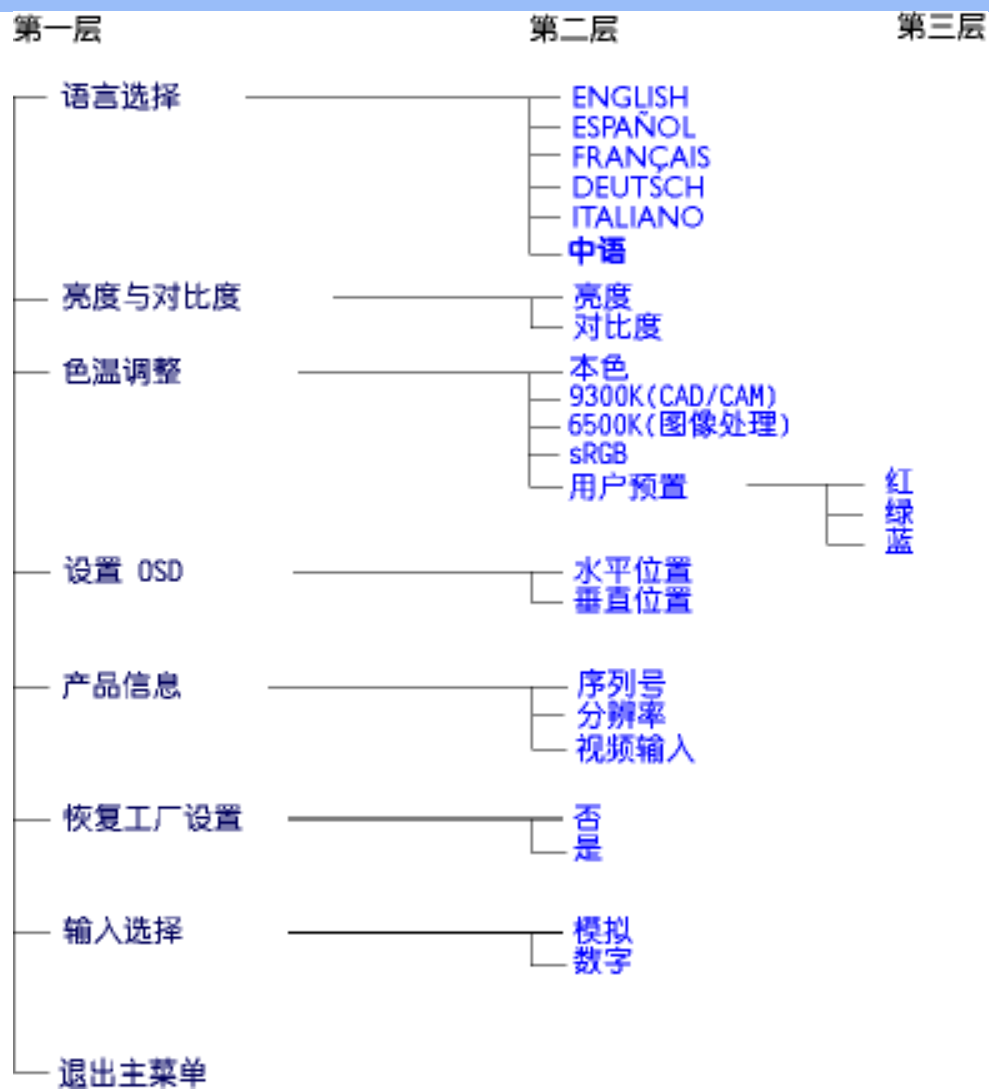 第一层 第二层 第三层
语言选择 ENGLISH
ESPAÑOL
FRANÇAIS
DEUTSCH
ITALIANO
中语
亮度与对比度 亮度
对比度
色温调整 本色
9300K(CAD/CAM)
6500K(图像处理)
sRGB
用户预置 红
绿
蓝
设置 OSD 水平位置
垂直位置
产品信息 序列号
分辨率
视频输入
恢复工厂设置 否
是
输入选择 模拟
数字
退出主菜单